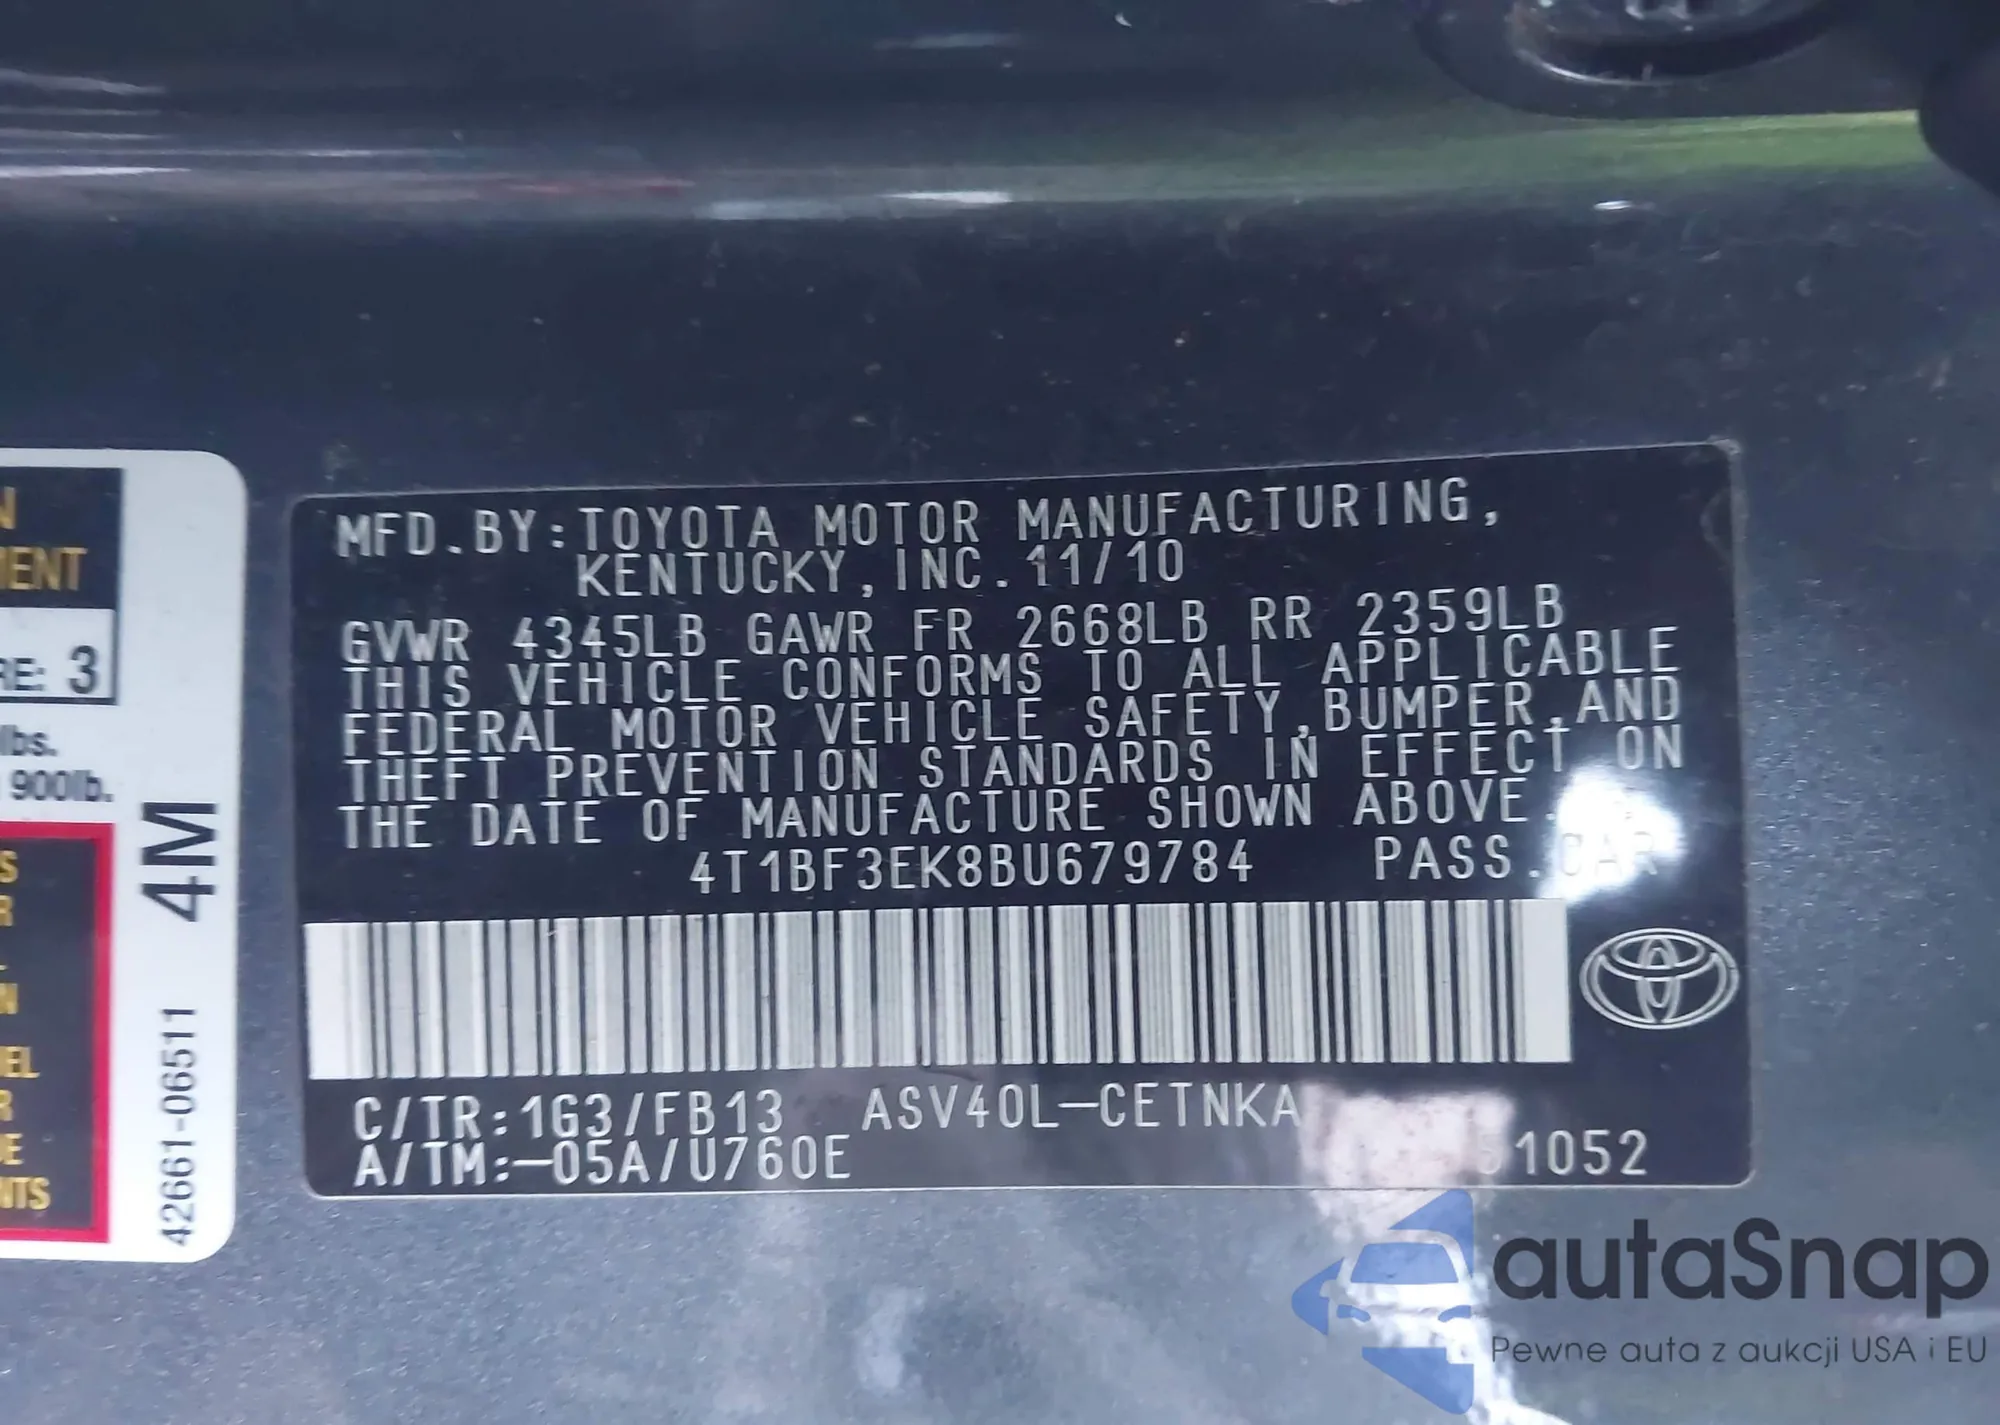 MFD.BY:TOYOTA MOTOR MANUFACTURING,
KENTUCKY,INC.11/10
GVWR 4345LB GAWR FR 2668LB RR 2359LB
THIS VEHICLE CONFORMS TO ALL APPLICABLE
FEDERAL MOTOR VEHICLE SAFETY,BUMPER,AND
THEFT PREVENTION STANDARDS IN EFFECT ON
THE DATE OF MANUFACTURE SHOWN ABOVE.
4T1BF3EK8BU679784 PASS.CAR
C/TR:1G3/FB13 ASV40L-CETNKA
A/TM:-05A/U760E
1052
3
lbs.
900lb.
4M
42661-06511
autaSnap
Pewne auta z aukcji USA i EU